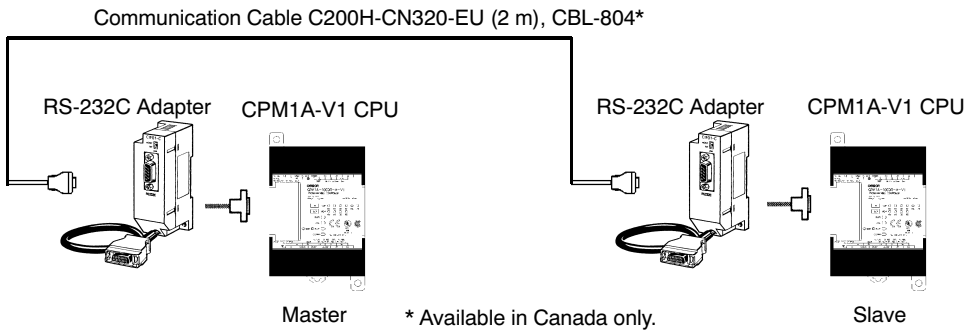 Communication Cable C200H-CN320-EU (2 m), CBL-804*
RS-232C Adapter
CPM1A-V1 CPU
RS-232C Adapter
CPM1A-V1 CPU
Master
* Available in Canada only.
Slave